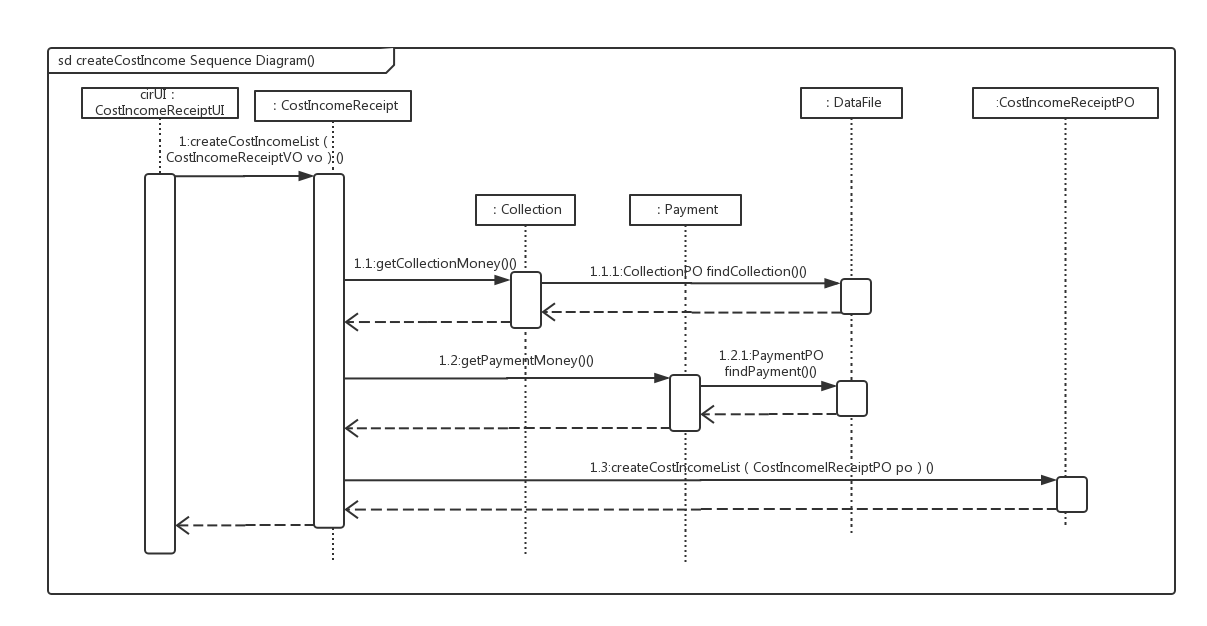 sd createCostIncome Sequence Diagram()
cirUI :
CostIncomeReceiptUI
: CostIncomeReceipt
: DataFile
:CostIncomeReceiptPO
1:createCostIncomeList (
CostIncomeReceiptVO vo ) ()
: Collection
: Payment
1.1:getCollectionMoney()()
1.1.1:CollectionPO findCollection()()
1.2:getPaymentMoney()()
1.2.1:PaymentPO
findPayment()()
1.3:createCostIncomeList ( CostIncomelReceiptPO po ) ()